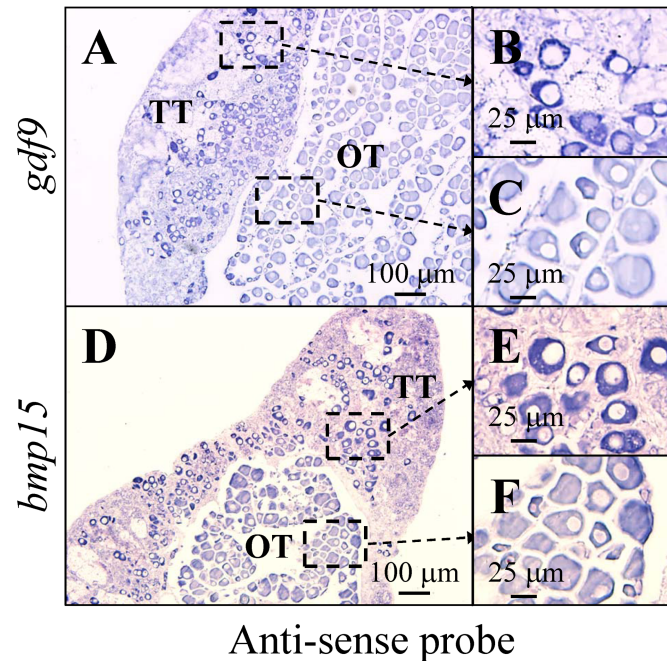 gdf9
A
TT
OT
100 μm
B
25 μm
C
25 μm
bmp15
D
TT
OT
100 μm
E
25 μm
F
25 μm
Anti-sense probe